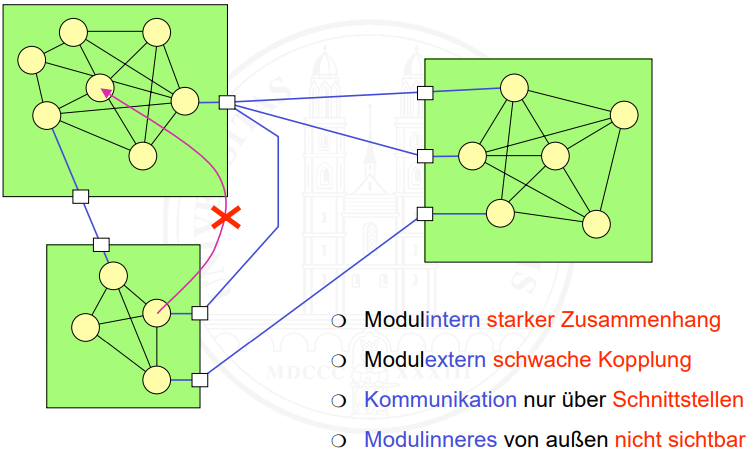 Modulintern starker Zusammenhang
Modulextern schwache Kopplung
Kommunikation nur über Schnittstellen
Modulinneres von außen nicht sichtbar